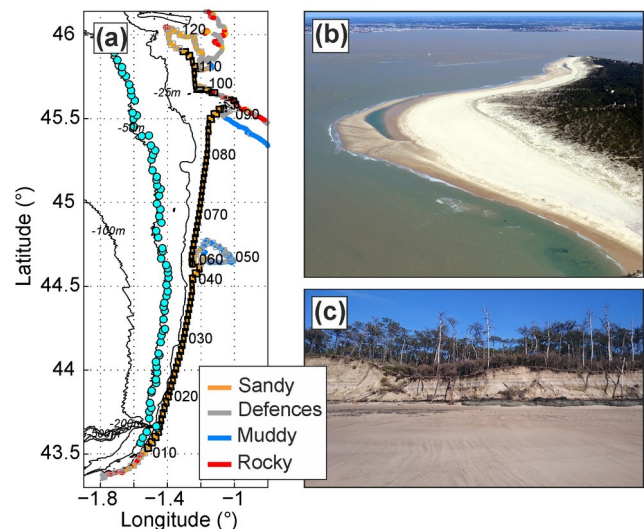 (a)
46
45.5
45
44.5
44
43.5
Latitude (°)
-1.8
-1.4
-1
Longitude (°)
120
110
100
090
080
070
060
050
040
030
020
010
-25m
-50m
-100m
-200m
-500m
Sandy
Defences
Muddy
Rocky
(b)
(c)